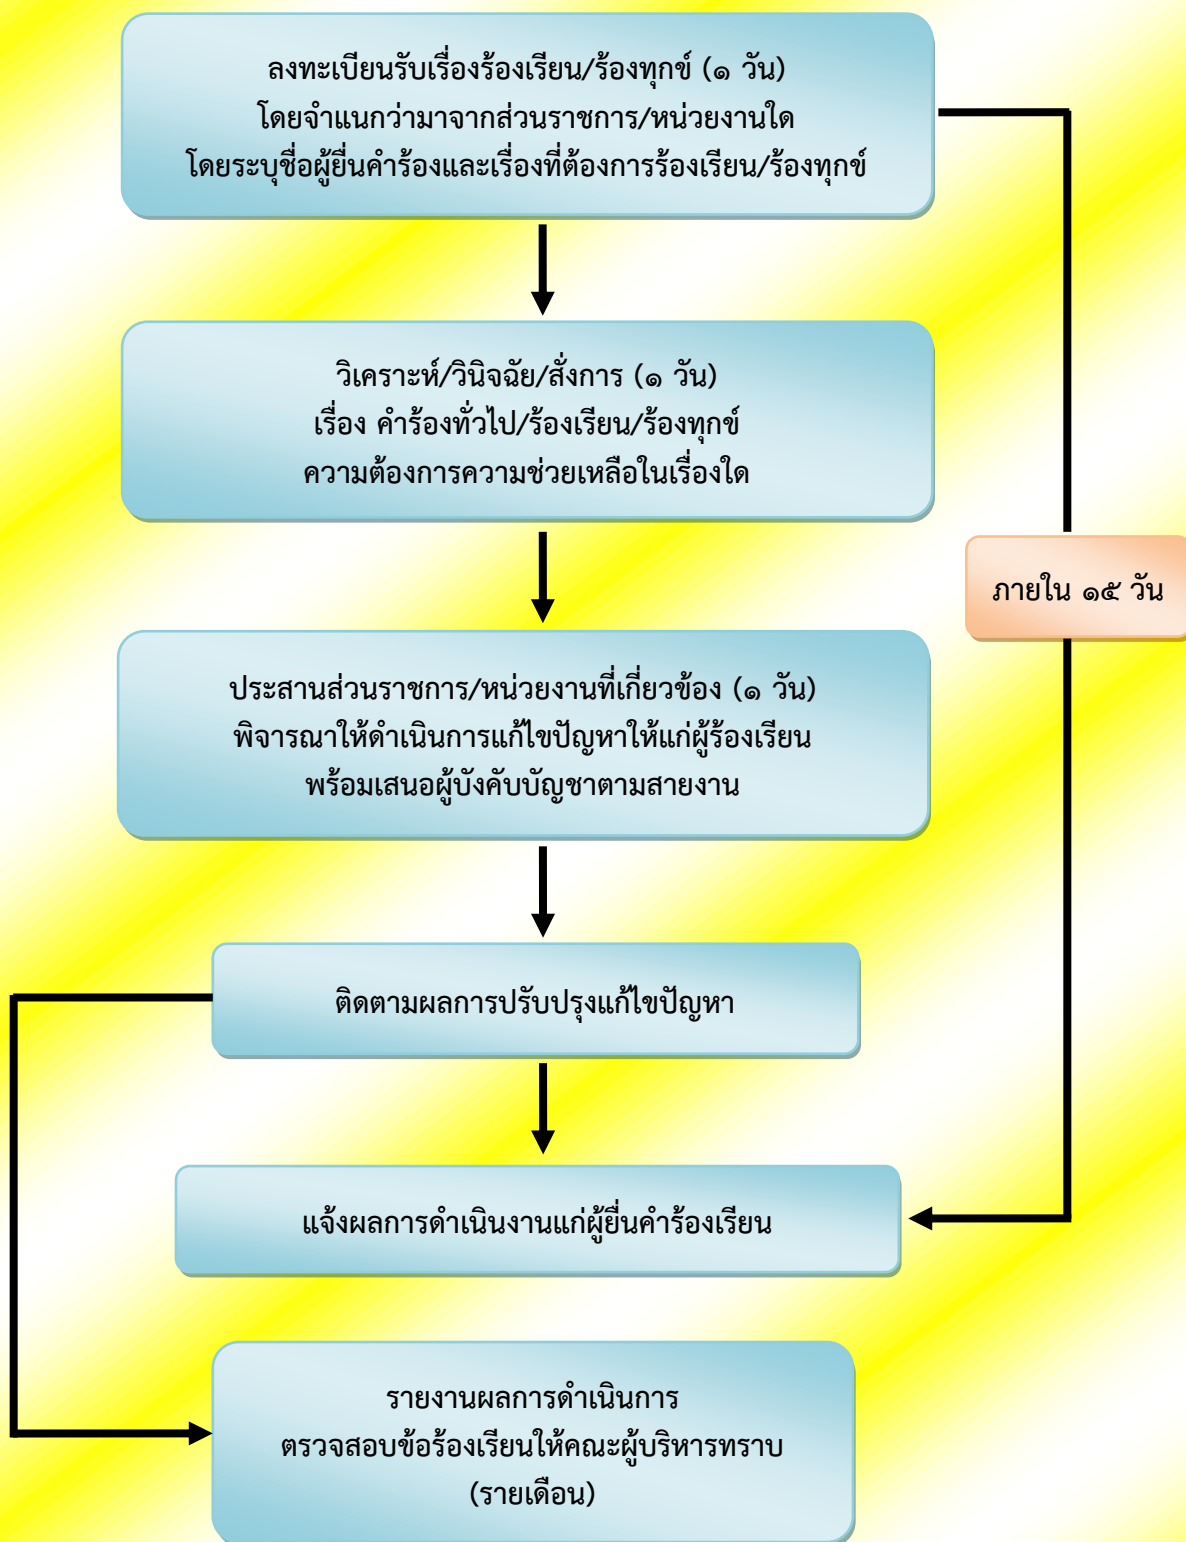 ลงทะเบียนรับเรื่องร้องเรียน/ร้องทุกข์ (๑ วัน)
โดยจำแนกว่ามาจากส่วนราชการ/หน่วยงานใด
โดยระบุชื่อผู้ยื่นคำร้องและเรื่องที่ต้องการร้องเรียน/ร้องทุกข์
วิเคราะห์/วินิจฉัย/สั่งการ (๑ วัน)
เรื่อง คำร้องทั่วไป/ร้องเรียน/ร้องทุกข์
ความต้องการความช่วยเหลือในเรื่องใด
ภายใน ๑๕ วัน
ประสานส่วนราชการ/หน่วยงานที่เกี่ยวข้อง (๑ วัน)
พิจารณาให้ดำเนินการแก้ไขปัญหาให้แก่ผู้ร้องเรียน
พร้อมเสนอผู้บังคับบัญชาตามสายงาน
ติดตามผลการปรับปรุงแก้ไขปัญหา
แจ้งผลการดำเนินงานแก่ผู้ยื่นคำร้องเรียน
รายงานผลการดำเนินการ
ตรวจสอบข้อร้องเรียนให้คณะผู้บริหารทราบ
(รายเดือน)